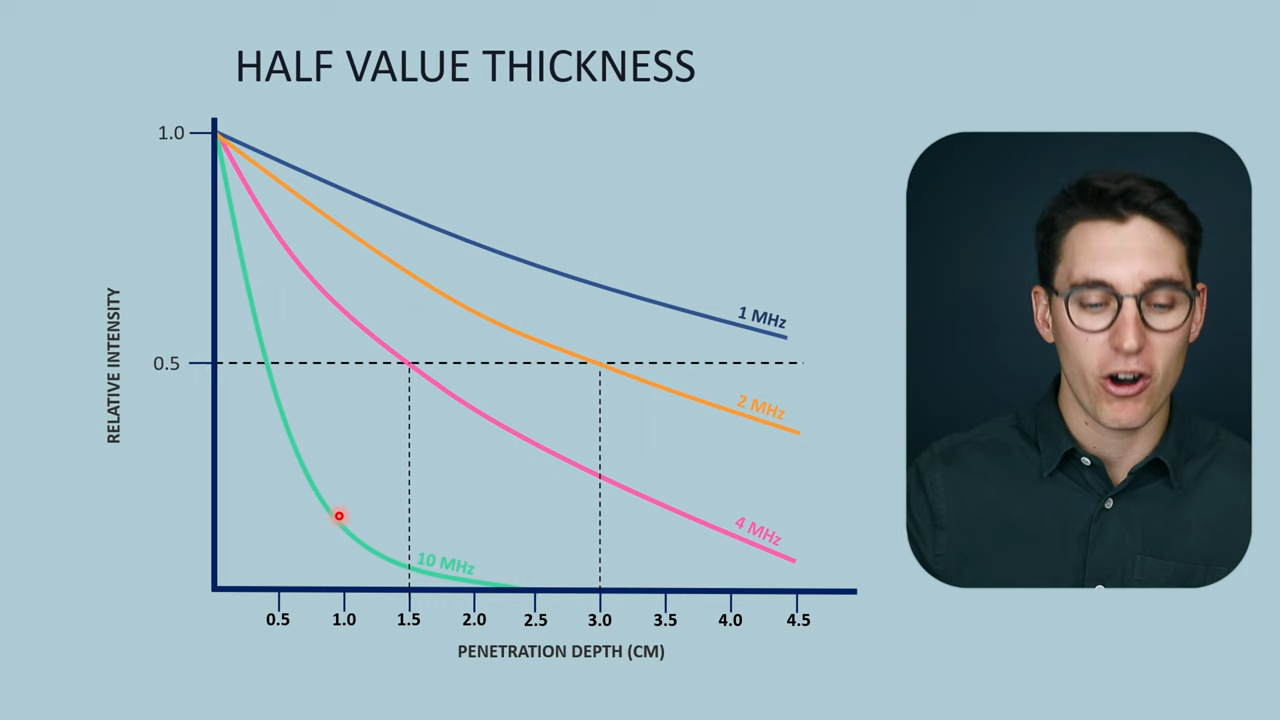 HALF VALUE THICKNESS
1.0
0.5
RELATIVE INTENSITY
1 MHz
2 MHz
4 MHz
10 MHz
0.5 1.0 1.5 2.0 2.5 3.0 3.5 4.0 4.5
PENETRATION DEPTH (CM)